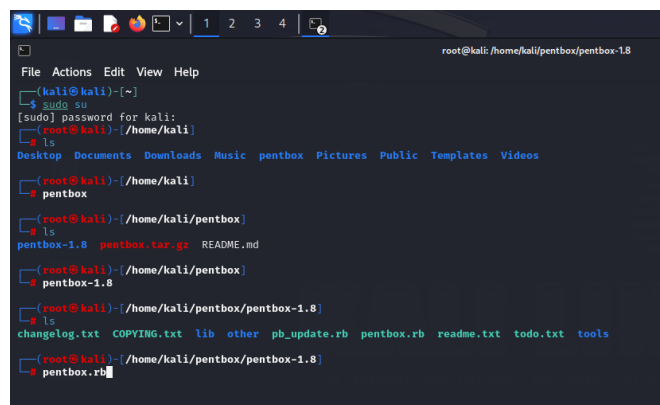 1 2 3 4
root@kali: /home/kali/pentbox/pentbox-1.8
File Actions Edit View Help
┌──(kali㉿kali)-[~]
└─$ sudo su
[sudo] password for kali:
┌──(root㉿kali)-[/home/kali]
└─# ls
Desktop Documents Downloads Music pentbox Pictures Public Templates Videos
┌──(root㉿kali)-[/home/kali]
└─# pentbox
┌──(root㉿kali)-[/home/kali/pentbox]
└─# ls
pentbox-1.8 pentbox.tar.gz README.md
┌──(root㉿kali)-[/home/kali/pentbox]
└─# pentbox-1.8
┌──(root㉿kali)-[/home/kali/pentbox/pentbox-1.8]
└─# ls
changelog.txt COPYING.txt lib other pb_update.rb pentbox.rb readme.txt todo.txt tools
┌──(root㉿kali)-[/home/kali/pentbox/pentbox-1.8]
└─# pentbox.rb